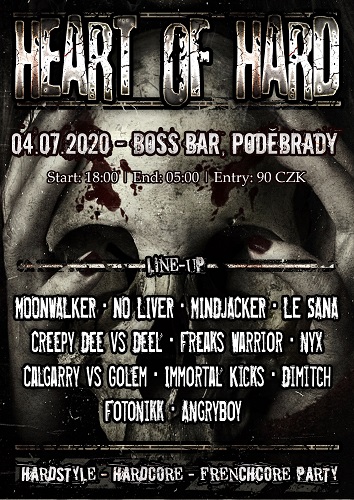 HEART OF HARD
04.07.2020 - BOSS BAR, PODĚBRADY
Start: 18:00 | End: 05:00 | Entry: 90 CZK
LINE-UP
MOONWALKER • NO LIVER • MINDJACKER • LE SANA
CREEPY DEE VS DEEL • FREAKS WARRIOR • NYX
CALGARRY VS GOLEM • IMMORTAL KICKS • DIMITCH
FOTONIKK • ANGRYBOY
HARDSTYLE - HARDCORE - FRENCHCORE PARTY